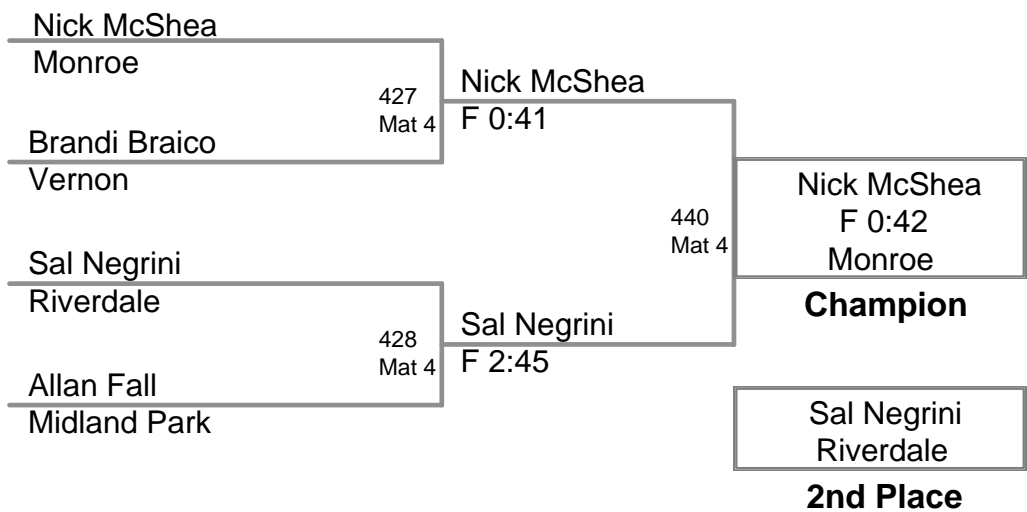 Nick McShea
Monroe
427
Mat 4
Brandi Braico
Vernon
Nick McShea
F 0:41
Sal Negrini
Riverdale
428
Mat 4
Allan Fall
Midland Park
Sal Negrini
F 2:45
440
Mat 4
Nick McShea
F 0:42
Monroe
Champion
Sal Negrini
Riverdale
2nd Place